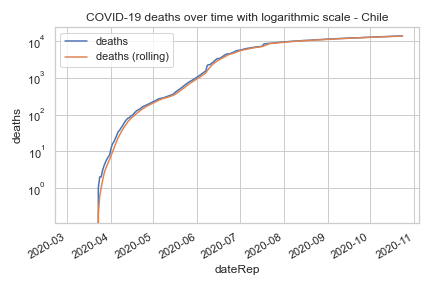 COVID-19 deaths over time with logarithmic scale - Chile
deaths
deaths (rolling)
10⁴
10³
10²
10¹
10⁰
deaths
2020-03
2020-04
2020-05
2020-06
2020-07
2020-08
2020-09
2020-10
2020-11
dateRep